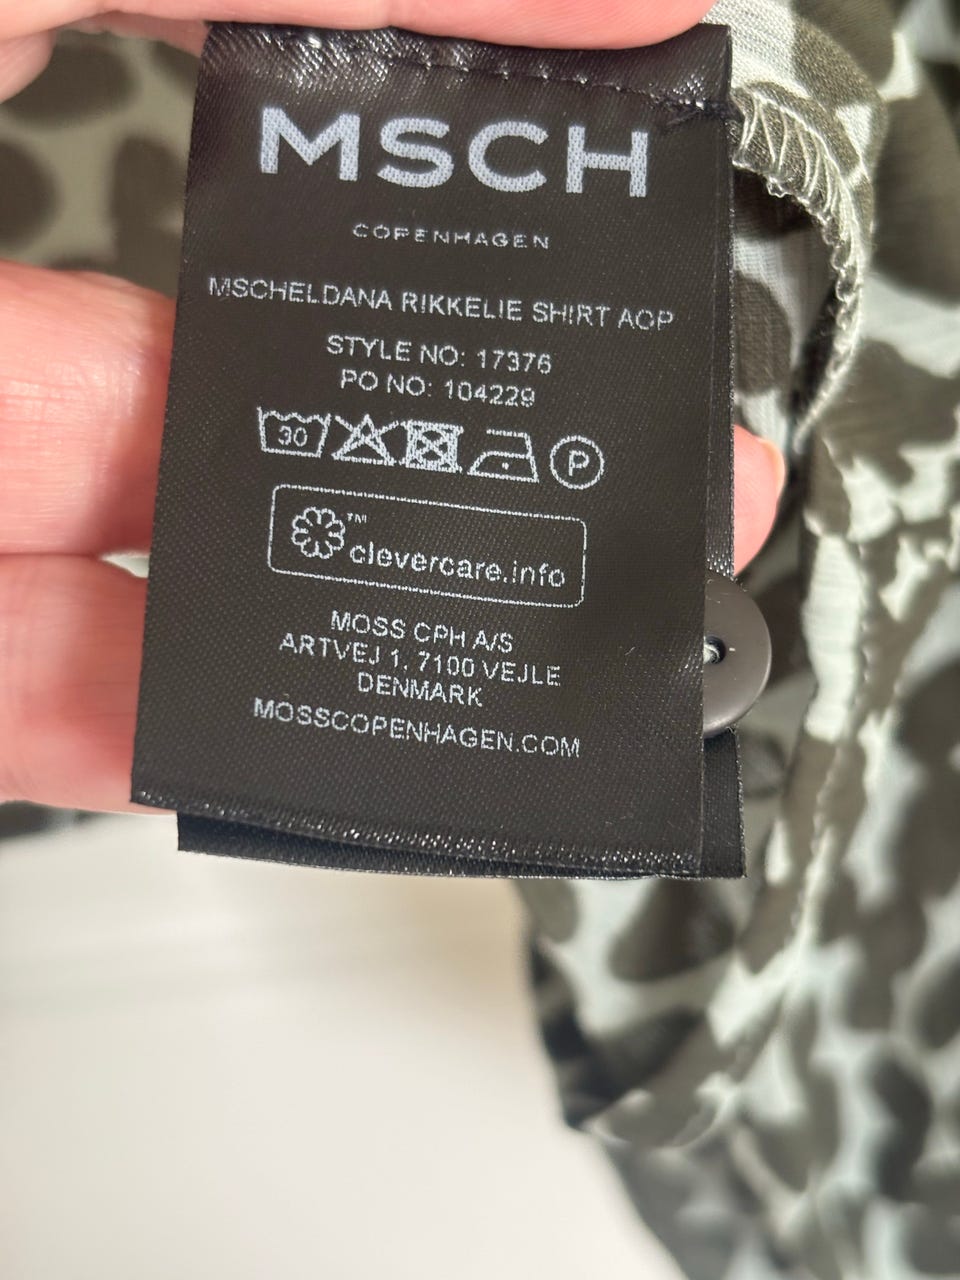 MSCH
COPENHAGEN
MSCHELDANA RIKKELIE SHIRT AOP
STYLE NO: 17376
PO NO: 104229
30 P
™
clevercare.info
MOSS CPH A/S
ARTVEJ 1, 7100 VEJLE
DENMARK
MOSSCOPENHAGEN.COM